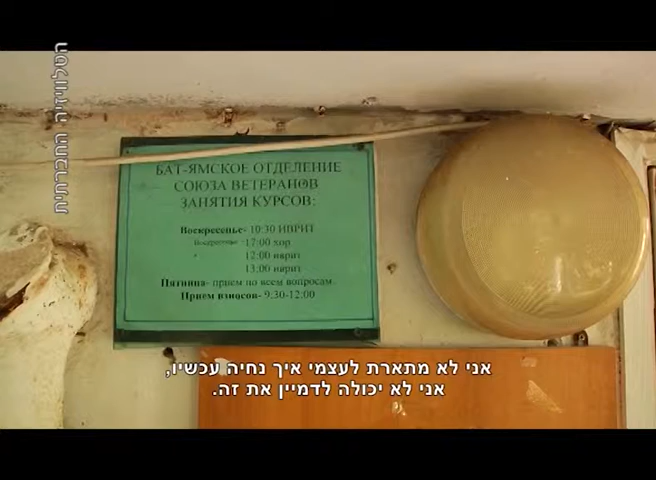 הטלוויזיה החברתית
БАТ-ЯМСКОЕ ОТДЕЛЕНИЕ
СОЮЗА ВЕТЕРАНОВ
ЗАНЯТИЯ КУРСОВ:
Воскресенье- 10:30 ИВРИТ
17:00 хор
12:00 иврит
13:00 иврит
Пятница- прием по всем вопросам.
Прием взносов- 9:30-12:00
אני לא מתארת לעצמי איך נחיה עכשיו,
אני לא יכולה לדמיין את זה.